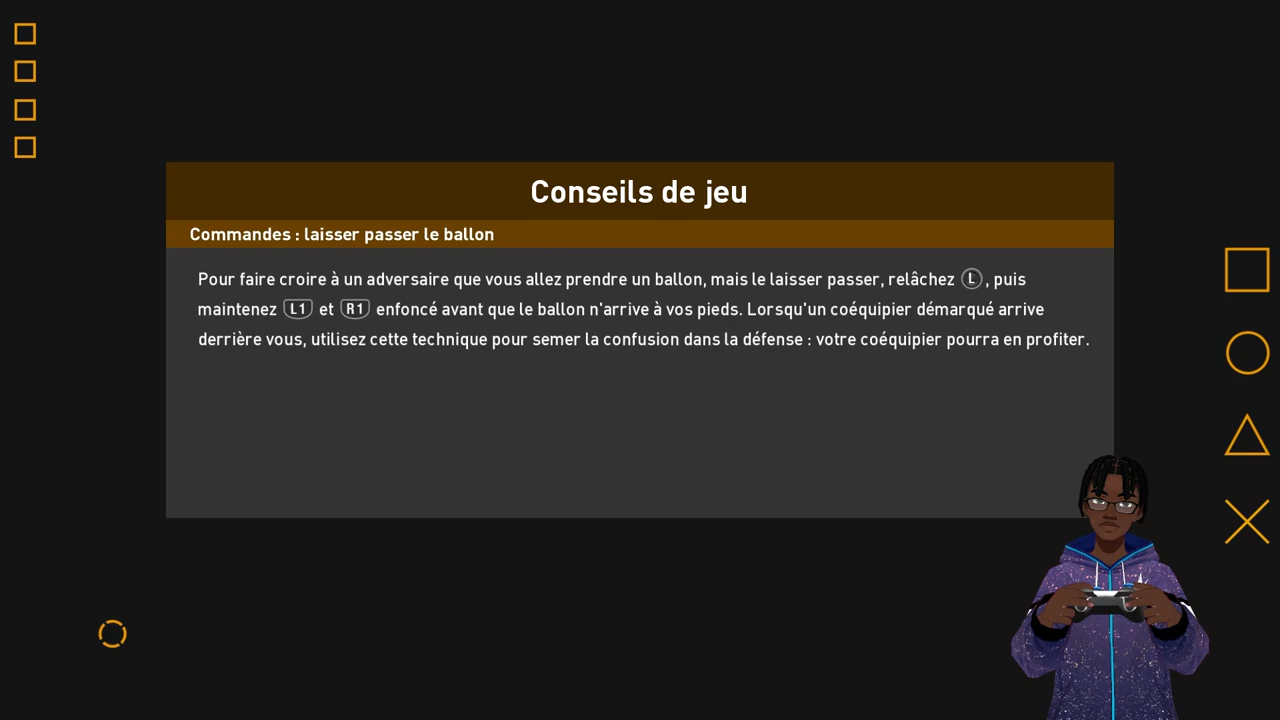 Conseils de jeu
Commandes : laisser passer le ballon
Pour faire croire à un adversaire que vous allez prendre un ballon, mais le laisser passer, relâchez L, puis
maintenez L1 et R1 enfoncé avant que le ballon n'arrive à vos pieds. Lorsqu'un coéquipier démarqué arrive
derrière vous, utilisez cette technique pour semer la confusion dans la défense : votre coéquipier pourra en profiter.